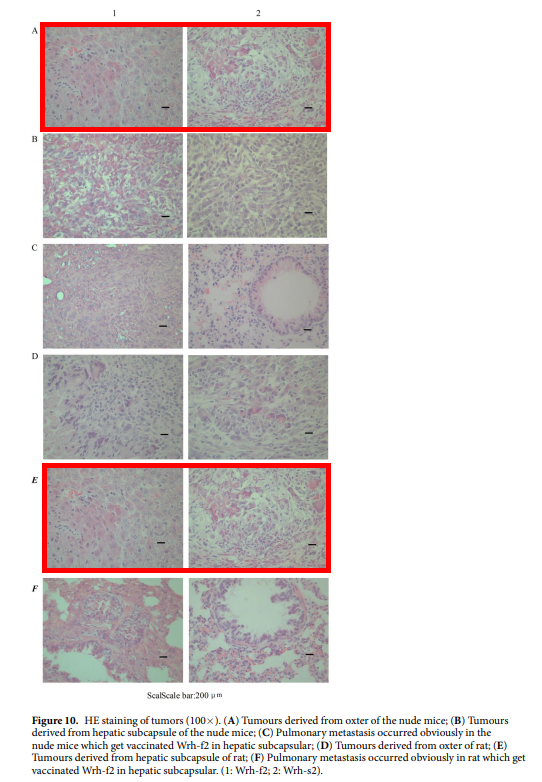 1 2
A
B
C
D
E
F
ScalScale bar:200 μm
Figure 10. HE staining of tumors (100×). (A) Tumours derived from oxter of the nude mice; (B) Tumours
derived from hepatic subcapsule of the nude mice; (C) Pulmonary metastasis occurred obviously in the
nude mice which get vaccinated Wrh-f2 in hepatic subcapsular; (D) Tumours derived from oxter of rat; (E)
Tumours derived from hepatic subcapsule of rat; (F) Pulmonary metastasis occurred obviously in rat which get
vaccinated Wrh-f2 in hepatic subcapsular. (1: Wrh-f2; 2: Wrh-s2).